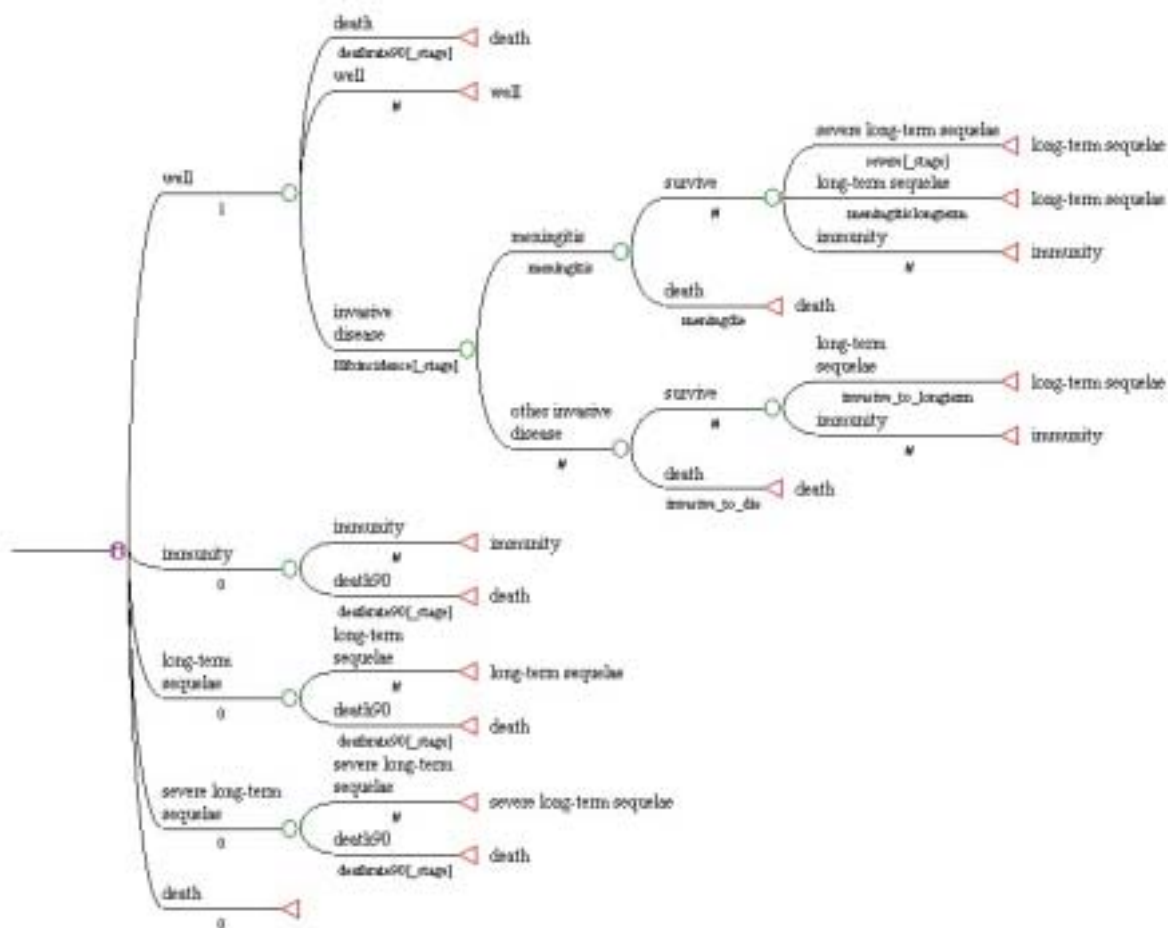 death
deathrate90[_stage]
death
well
#
well
well
1
invasive
disease
Hibincidence[_stage]
meningitis
meningitis
survive
#
severe long-term sequelae
severe[_stage]
long-term sequelae
long-term sequelae
meningitislongterm
long-term sequelae
immunity
#
immunity
death
meningdie
death
other invasive
disease
#
survive
#
long-term
sequelae
invasive_to_longterm
long-term sequelae
immunity
#
immunity
death
invasive_to_die
death
immunity
0
immunity
#
immunity
death90
deathrate90[_stage]
death
long-term
sequelae
0
long-term
sequelae
#
long-term sequelae
death90
deathrate90[_stage]
death
severe long-term
sequelae
0
severe long-term
sequelae
#
severe long-term sequelae
death90
deathrate90[_stage]
death
death
0